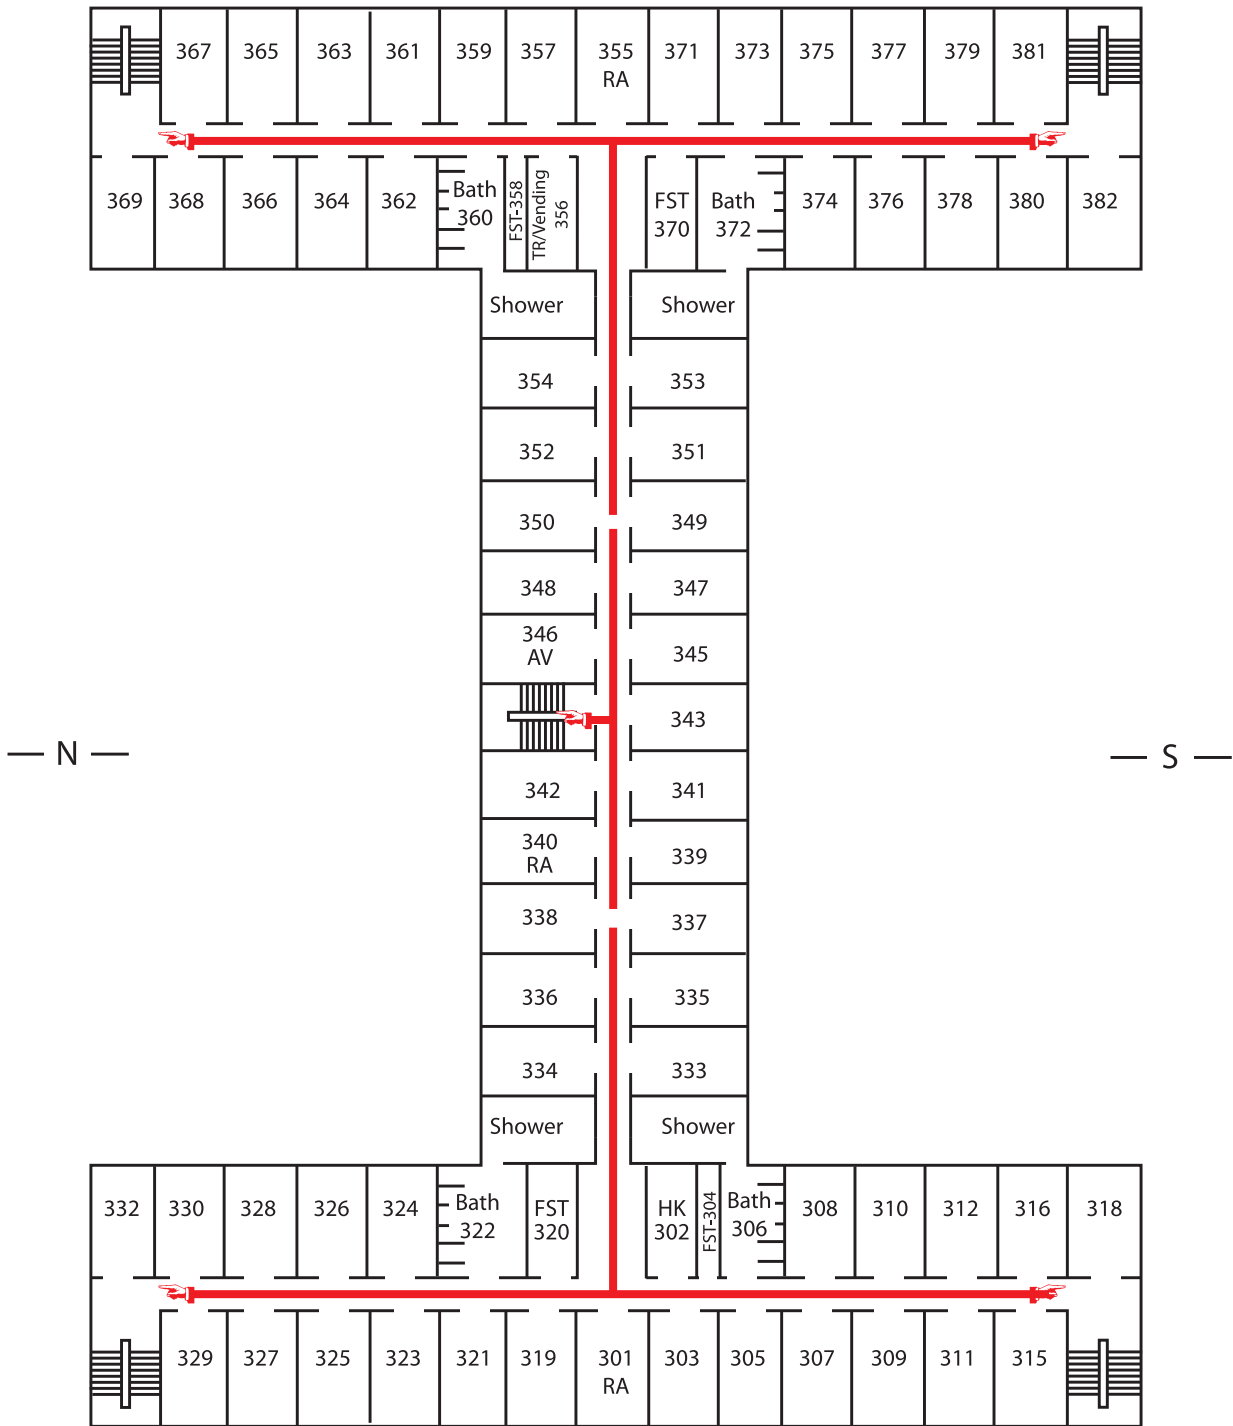 367 365 363 361 359 357 355 371 373 375 377 379 381
RA
369 368 366 364 362 Bath 360 FST-358 TR/Vending 356 FST 370 Bath 372 374 376 378 380 382
Shower Shower
354 353
352 351
350 349
348 347
346 AV 345
343
— N — — S —
342 341
340 RA 339
338 337
336 335
334 333
Shower Shower
332 330 328 326 324 Bath 322 FST 320 HK 302 FST-304 Bath 306 308 310 312 316 318
329 327 325 323 321 319 301 303 305 307 309 311 315
RA